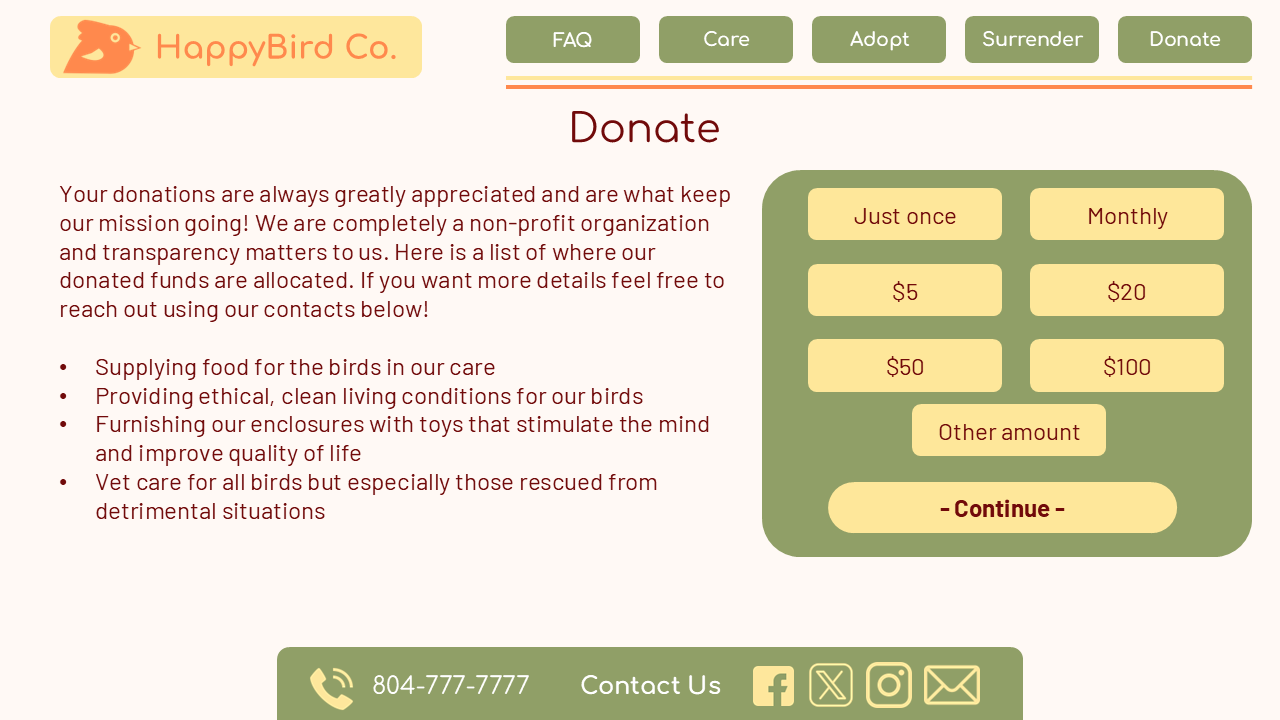 HappyBird Co.
FAQ
Care
Adopt
Surrender
Donate
Donate
Your donations are always greatly appreciated and are what keep
our mission going! We are completely a non-profit organization
and transparency matters to us. Here is a list of where our
donated funds are allocated. If you want more details feel free to
reach out using our contacts below!
• Supplying food for the birds in our care
• Providing ethical, clean living conditions for our birds
• Furnishing our enclosures with toys that stimulate the mind
and improve quality of life
• Vet care for all birds but especially those rescued from
detrimental situations
Just once
Monthly
$5
$20
$50
$100
Other amount
- Continue -
804-777-7777
Contact Us